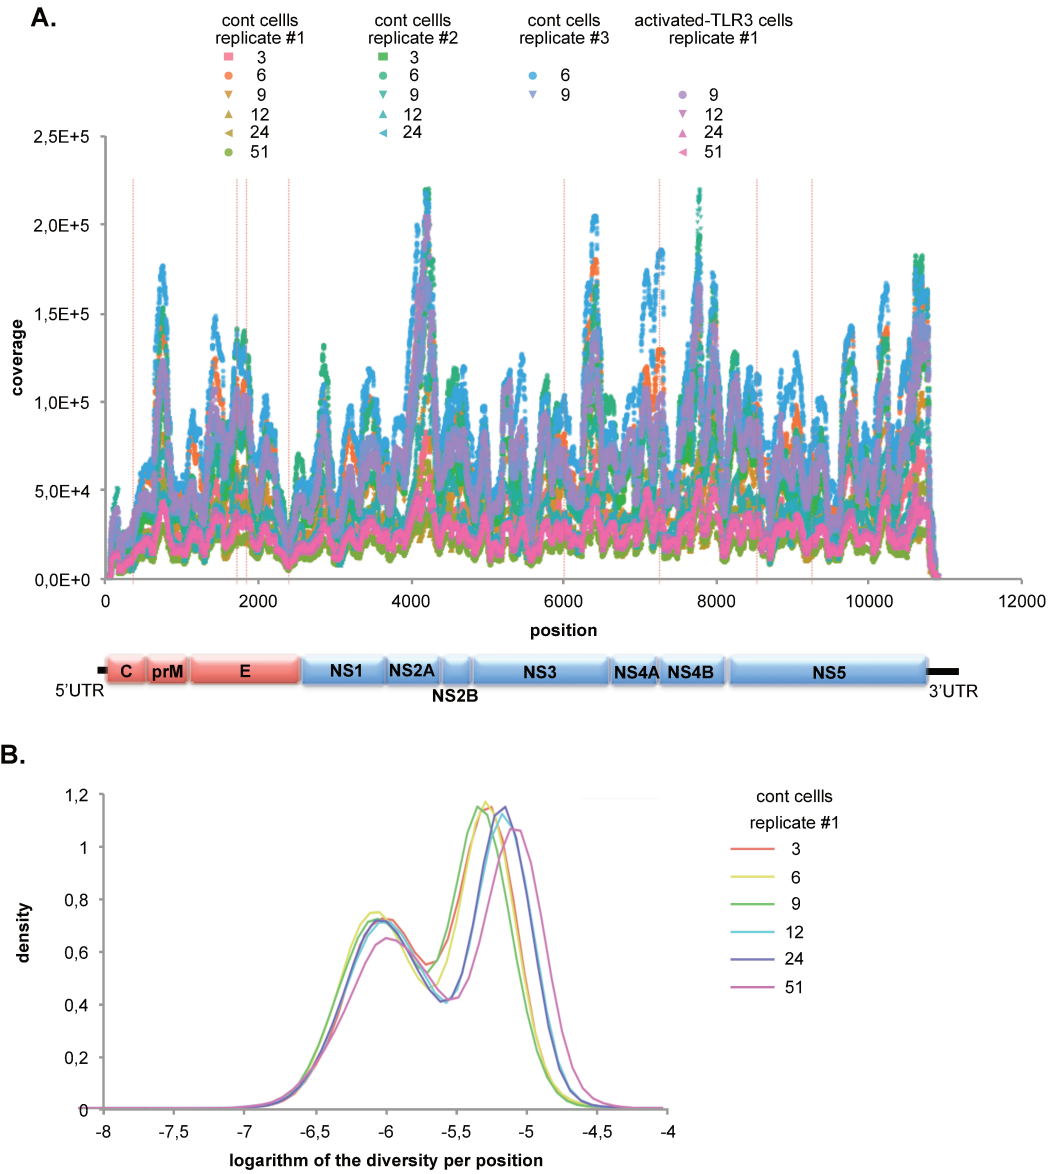 A.
cont cellls
replicate #1
3
6
9
12
24
51
cont cellls
replicate #2
3
6
9
12
24
cont cellls
replicate #3
6
9
activated-TLR3 cells
replicate #1
9
12
24
51
2,5E+5
2,0E+5
1,5E+5
1,0E+5
5,0E+4
0,0E+0
coverage
0 2000 4000 6000 8000 10000 12000
position
C prM E NS1 NS2A NS3 NS4A NS4B NS5
5'UTR NS2B 3'UTR
B.
1,2
1
0,8
0,6
0,4
0,2
0
density
-8 -7,5 -7 -6,5 -6 -5,5 -5 -4,5 -4
logarithm of the diversity per position
cont cellls
replicate #1
3
6
9
12
24
51